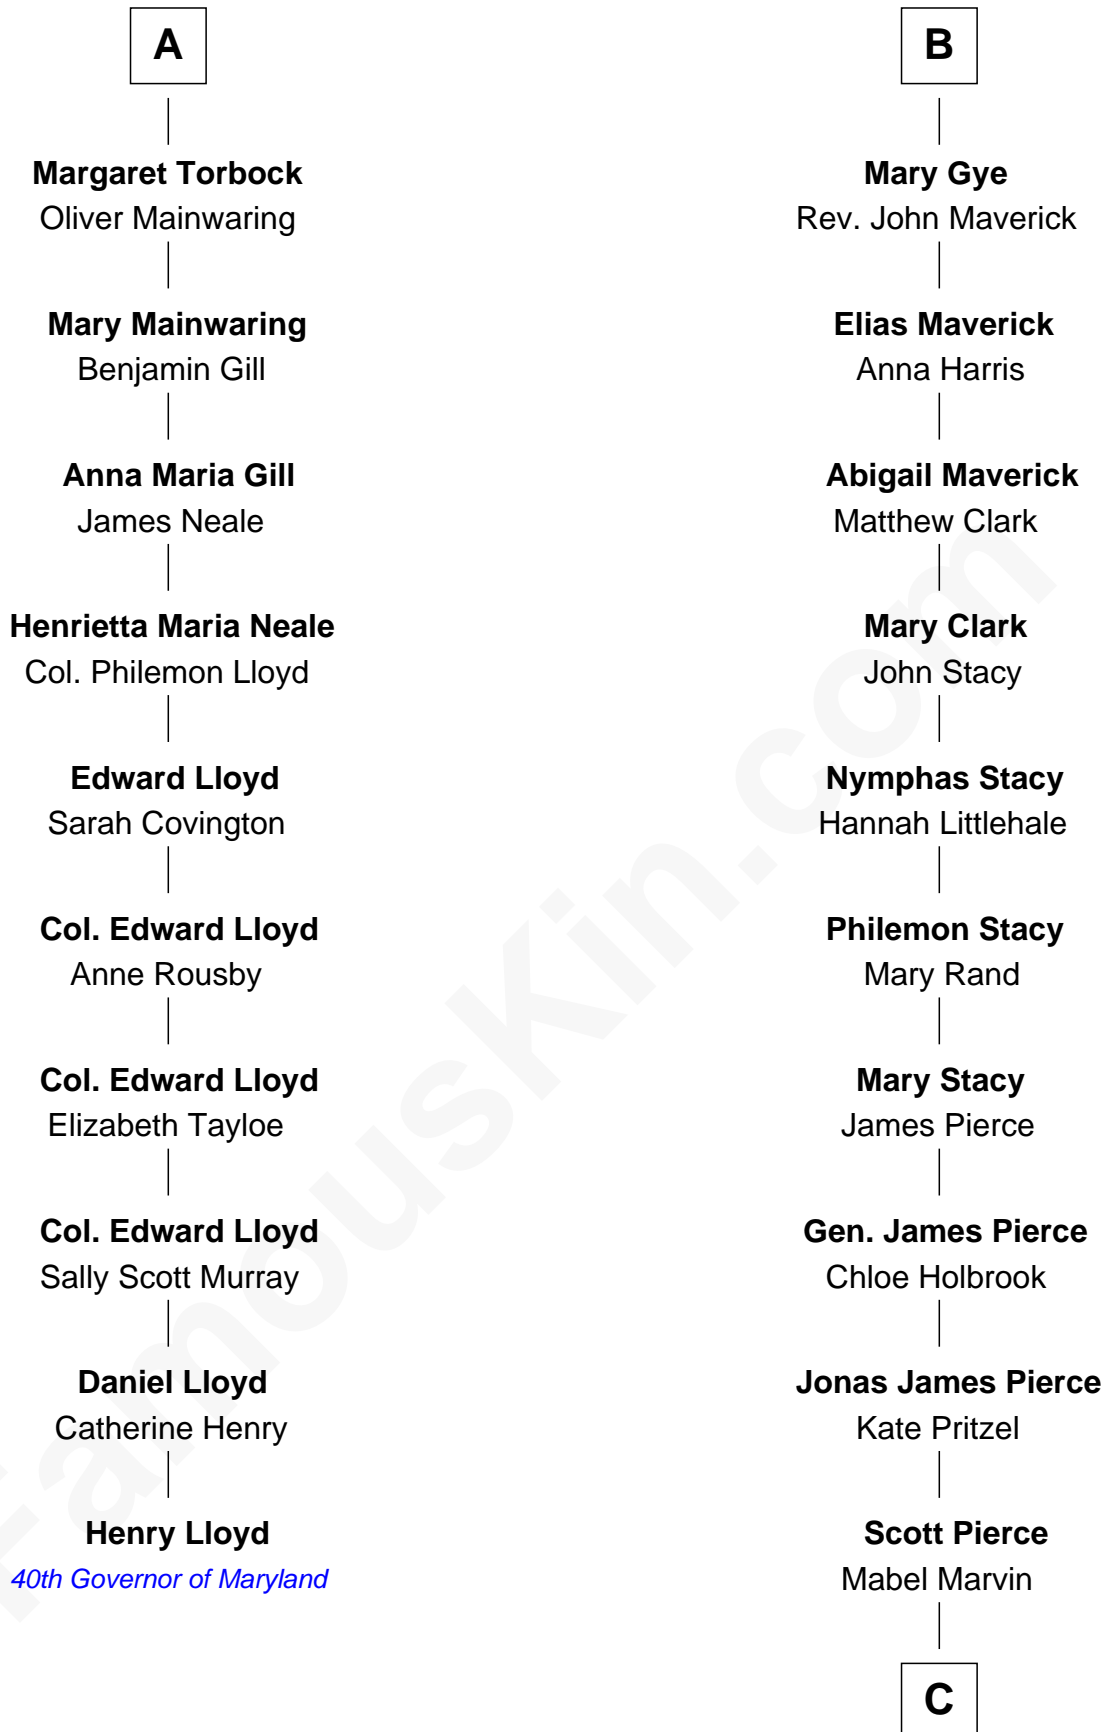 A
Margaret Torbock
Oliver Mainwaring
Mary Mainwaring
Benjamin Gill
Anna Maria Gill
James Neale
Henrietta Maria Neale
Col. Philemon Lloyd
Edward Lloyd
Sarah Covington
Col. Edward Lloyd
Anne Rousby
Col. Edward Lloyd
Elizabeth Tayloe
Col. Edward Lloyd
Sally Scott Murray
Daniel Lloyd
Catherine Henry
Henry Lloyd
40th Governor of Maryland
B
Mary Gye
Rev. John Maverick
Elias Maverick
Anna Harris
Abigail Maverick
Matthew Clark
Mary Clark
John Stacy
Nymphas Stacy
Hannah Littlehale
Philemon Stacy
Mary Rand
Mary Stacy
James Pierce
Gen. James Pierce
Chloe Holbrook
Jonas James Pierce
Kate Pritzel
Scott Pierce
Mabel Marvin
C
FamousKin.com